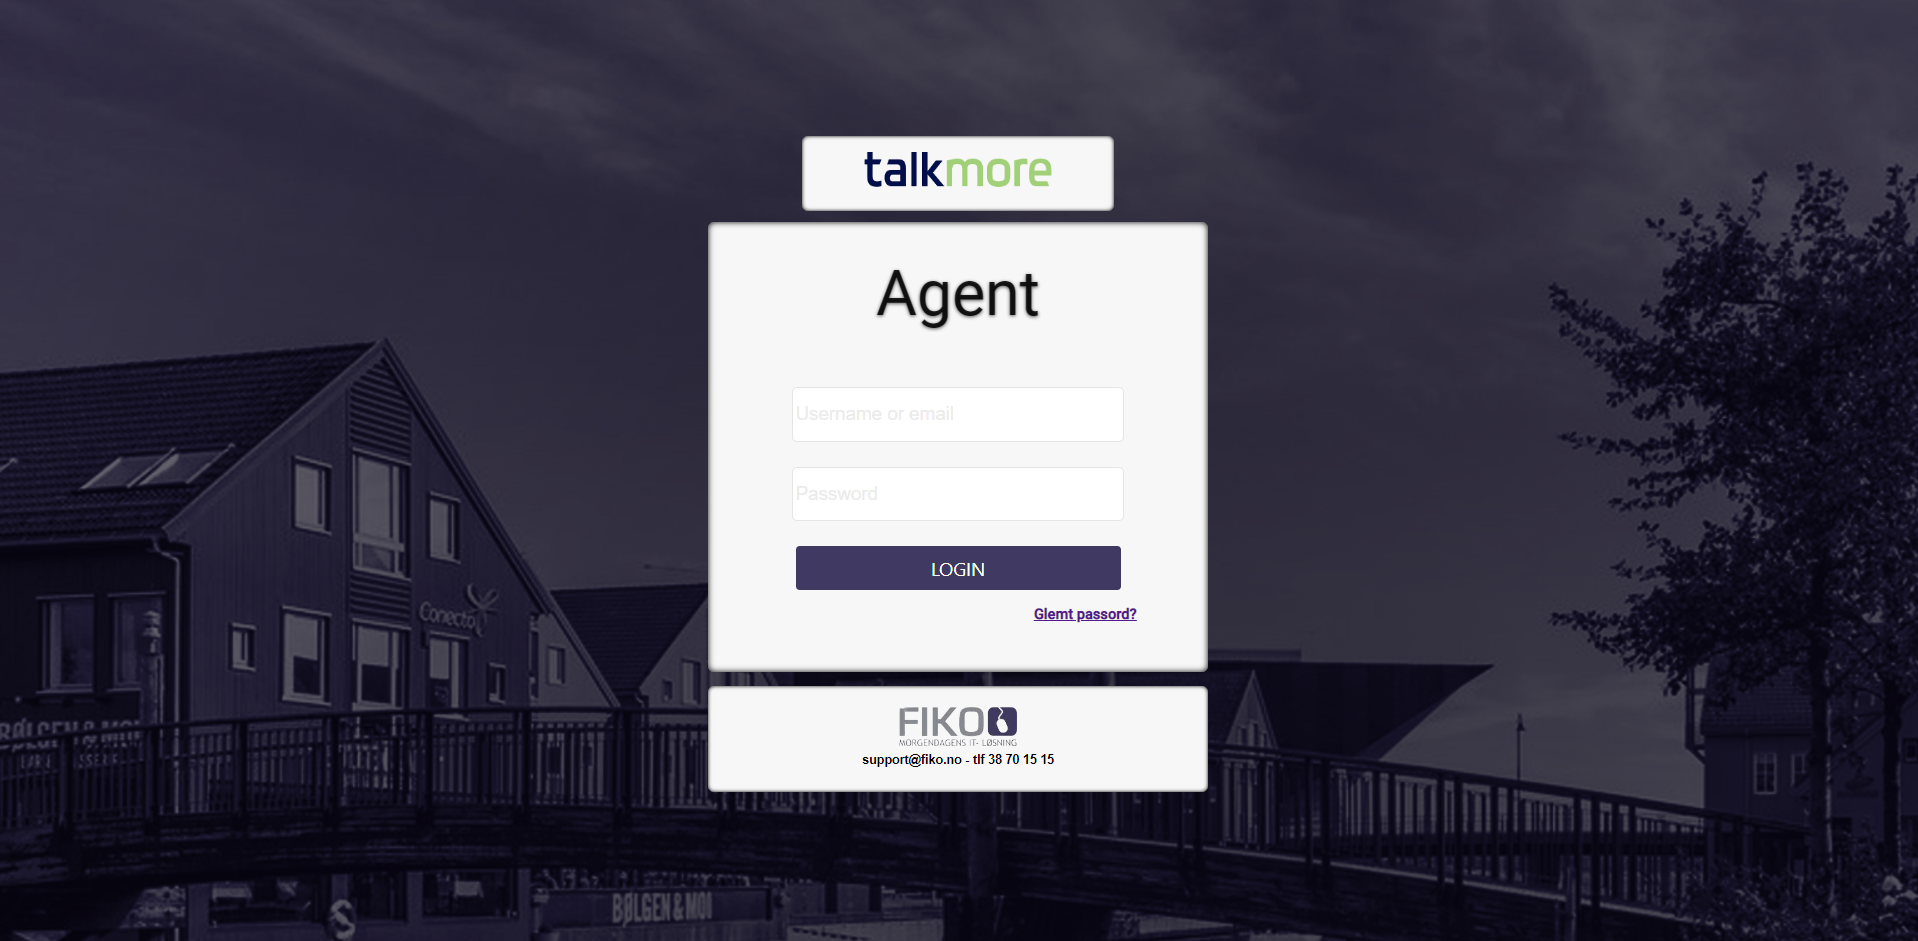 talkmore
Agent
Username or email
Password
LOGIN
Glemt passord?
FIKO
MORGENDAGENS IT- LØSNING
support@fiko.no - tlf 38 70 15 15
Conecto
BØLGEN & MOI
BØLGEN & MOI